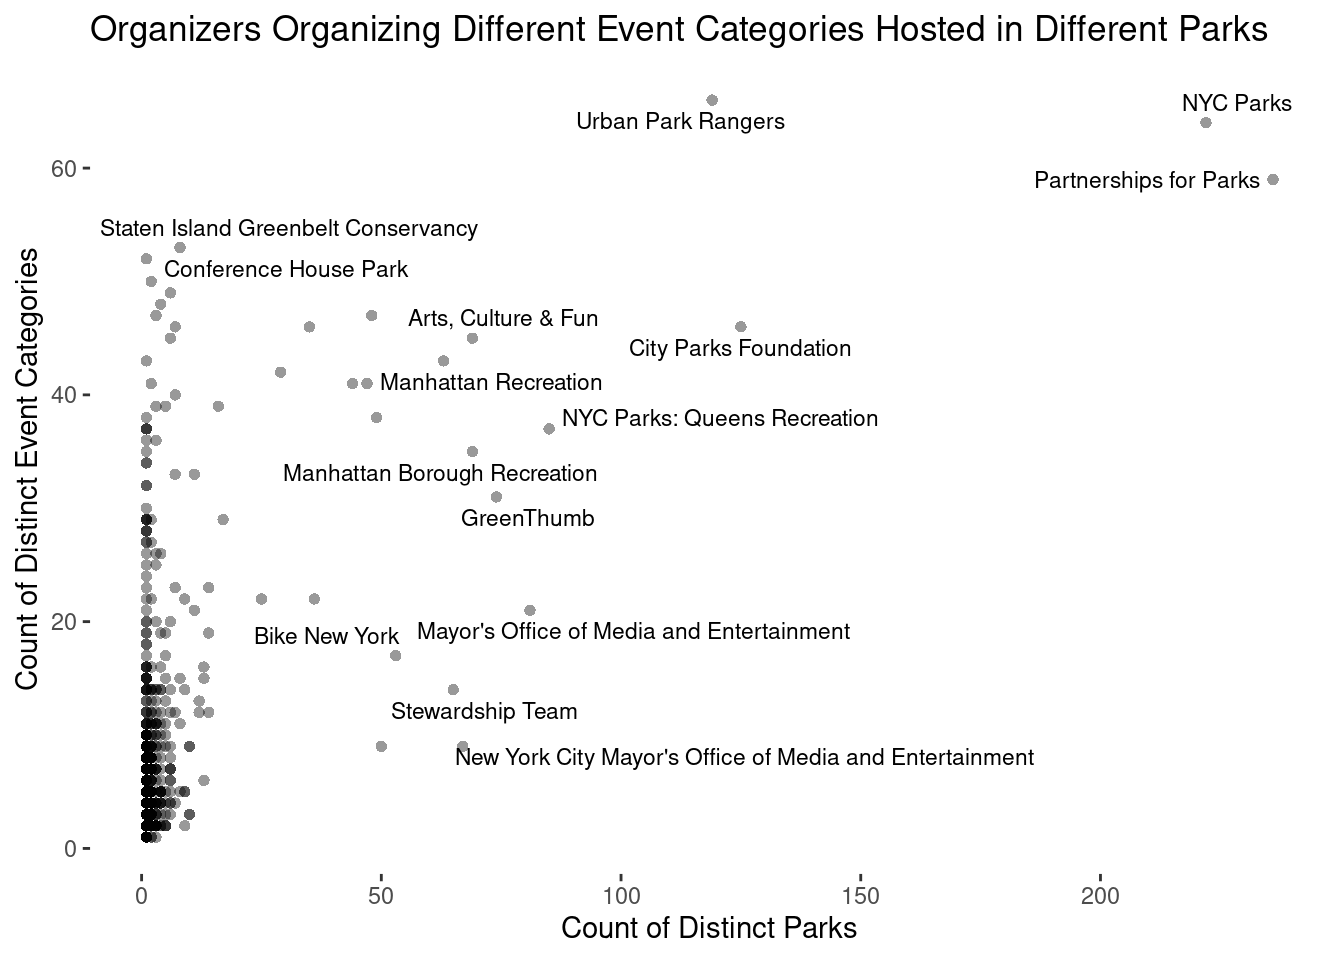 Organizers Organizing Different Event Categories Hosted in Different Parks
NYC Parks
Urban Park Rangers
60
Partnerships for Parks
Staten Island Greenbelt Conservancy
Conference House Park
Arts, Culture & Fun
City Parks Foundation
Manhattan Recreation
40
NYC Parks: Queens Recreation
Manhattan Borough Recreation
GreenThumb
Count of Distinct Event Categories
20
Bike New York
Mayor's Office of Media and Entertainment
Stewardship Team
New York City Mayor's Office of Media and Entertainment
0
0 50 100 150 200
Count of Distinct Parks